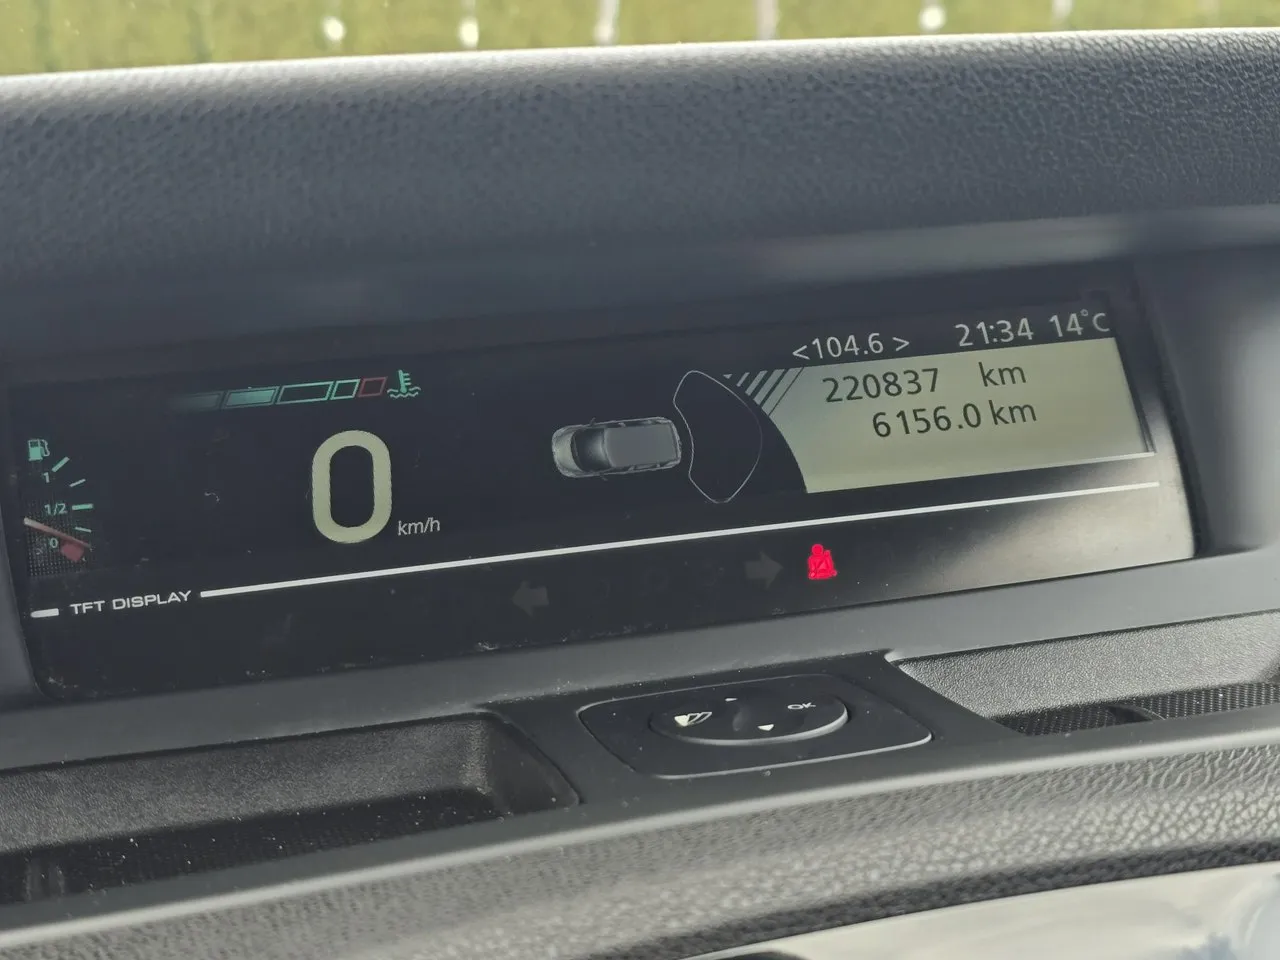 <104.6> 21:34 14°C
220837 km
6156.0 km
1
1/2
0
0 km/h
TFT DISPLAY
OK